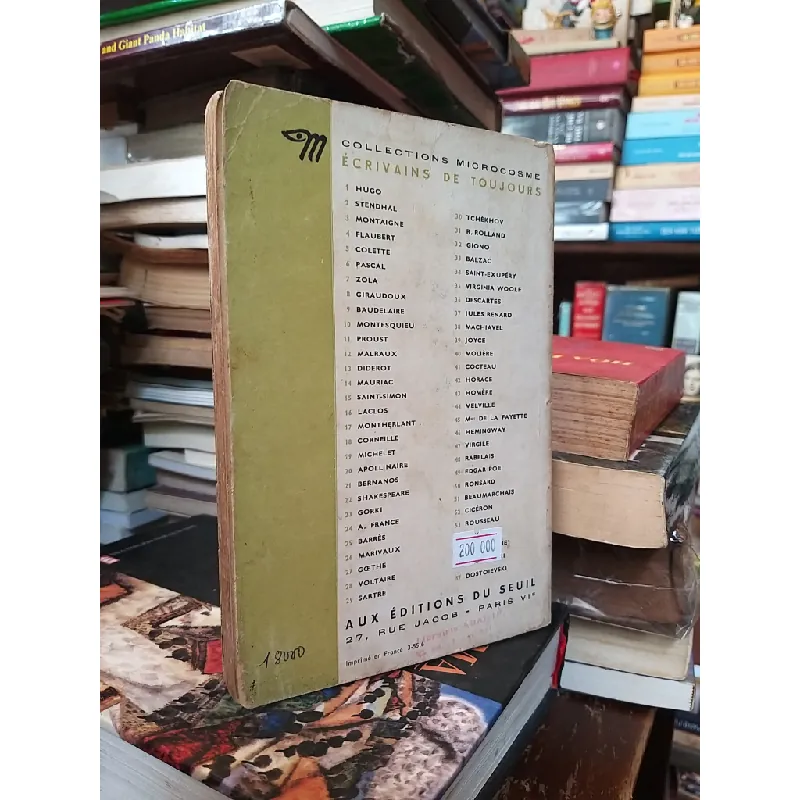 and Giant Panda Habitat
m
COLLECTIONS MICROCOSME
ÉCRIVAINS DE TOUJOURS
1 HUGO
2 STENDHAL
3 MONTAIGNE
4 FLAUBERT
5 COLETTE
6 PASCAL
7 ZOLA
8 GIRAUDOUX
9 BAUDELAIRE
10 MONTESQUIEU
11 PROUST
12 MALRAUX
13 DIDEROT
14 MAURIAC
15 SAINT-SIMON
16 LACLOS
17 MONTHERLANT
18 CORNEILLE
19 MICHELET
20 APOLLINAIRE
21 BERNANOS
22 SHAKESPEARE
23 GORKI
24 A. FRANCE
25 BARRÈS
26 MARIVAUX
27 GŒTHE
28 VOLTAIRE
29 SARTRE
30 TCHÉKHOV
31 R. ROLLAND
32 GIONO
33 BALZAC
34 SAINT-EXUPÉRY
35 VIRGINIA WOOLF
36 DESCARTES
37 JULES RENARD
38 MACHIAVEL
39 JOYCE
40 MOLIÈRE
41 COCTEAU
42 HORACE
43 HOMÈRE
44 MELVILLE
45 Mme DE LA FAYETTE
46 HEMINGWAY
47 VIRGILE
48 RABELAIS
49 EDGAR POE
50 RONSARD
51 BEAUMARCHAIS
52 CICÉRON
53 ROUSSEAU
200 000
57 DOSTOIEVSKI
AUX ÉDITIONS DU SEUIL
27, RUE JACOB - PARIS VIe
Imprimé en France
18000